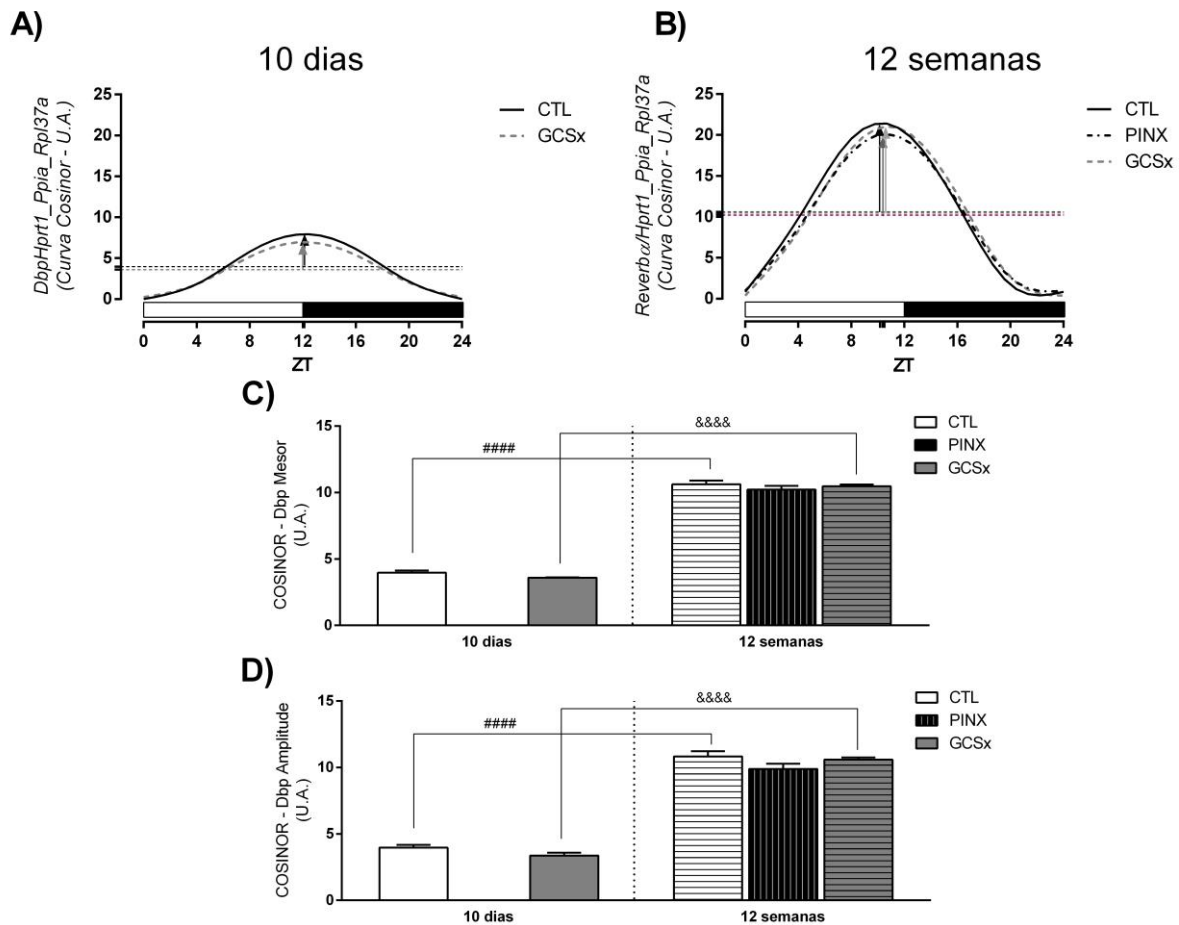 A)
10 dias
DbpHprt1_Ppia_Rpl37a
(Curva Cosinor - U.A.)
25
20
15
10
5
0
0 4 8 12 16 20 24
ZT
CTL
GCSx
B)
12 semanas
Reverbα/Hprt1_Ppia_Rpl37a
(Curva Cosinor - U.A.)
25
20
15
10
5
0
0 4 8 12 16 20 24
ZT
CTL
PINX
GCSx
C)
COSINOR - Dbp Mesor
(U.A.)
15
10
5
0
####
&&&&
10 dias
12 semanas
CTL
PINX
GCSx
D)
COSINOR - Dbp Amplitude
(U.A.)
15
10
5
0
####
&&&&
10 dias
12 semanas
CTL
PINX
GCSx